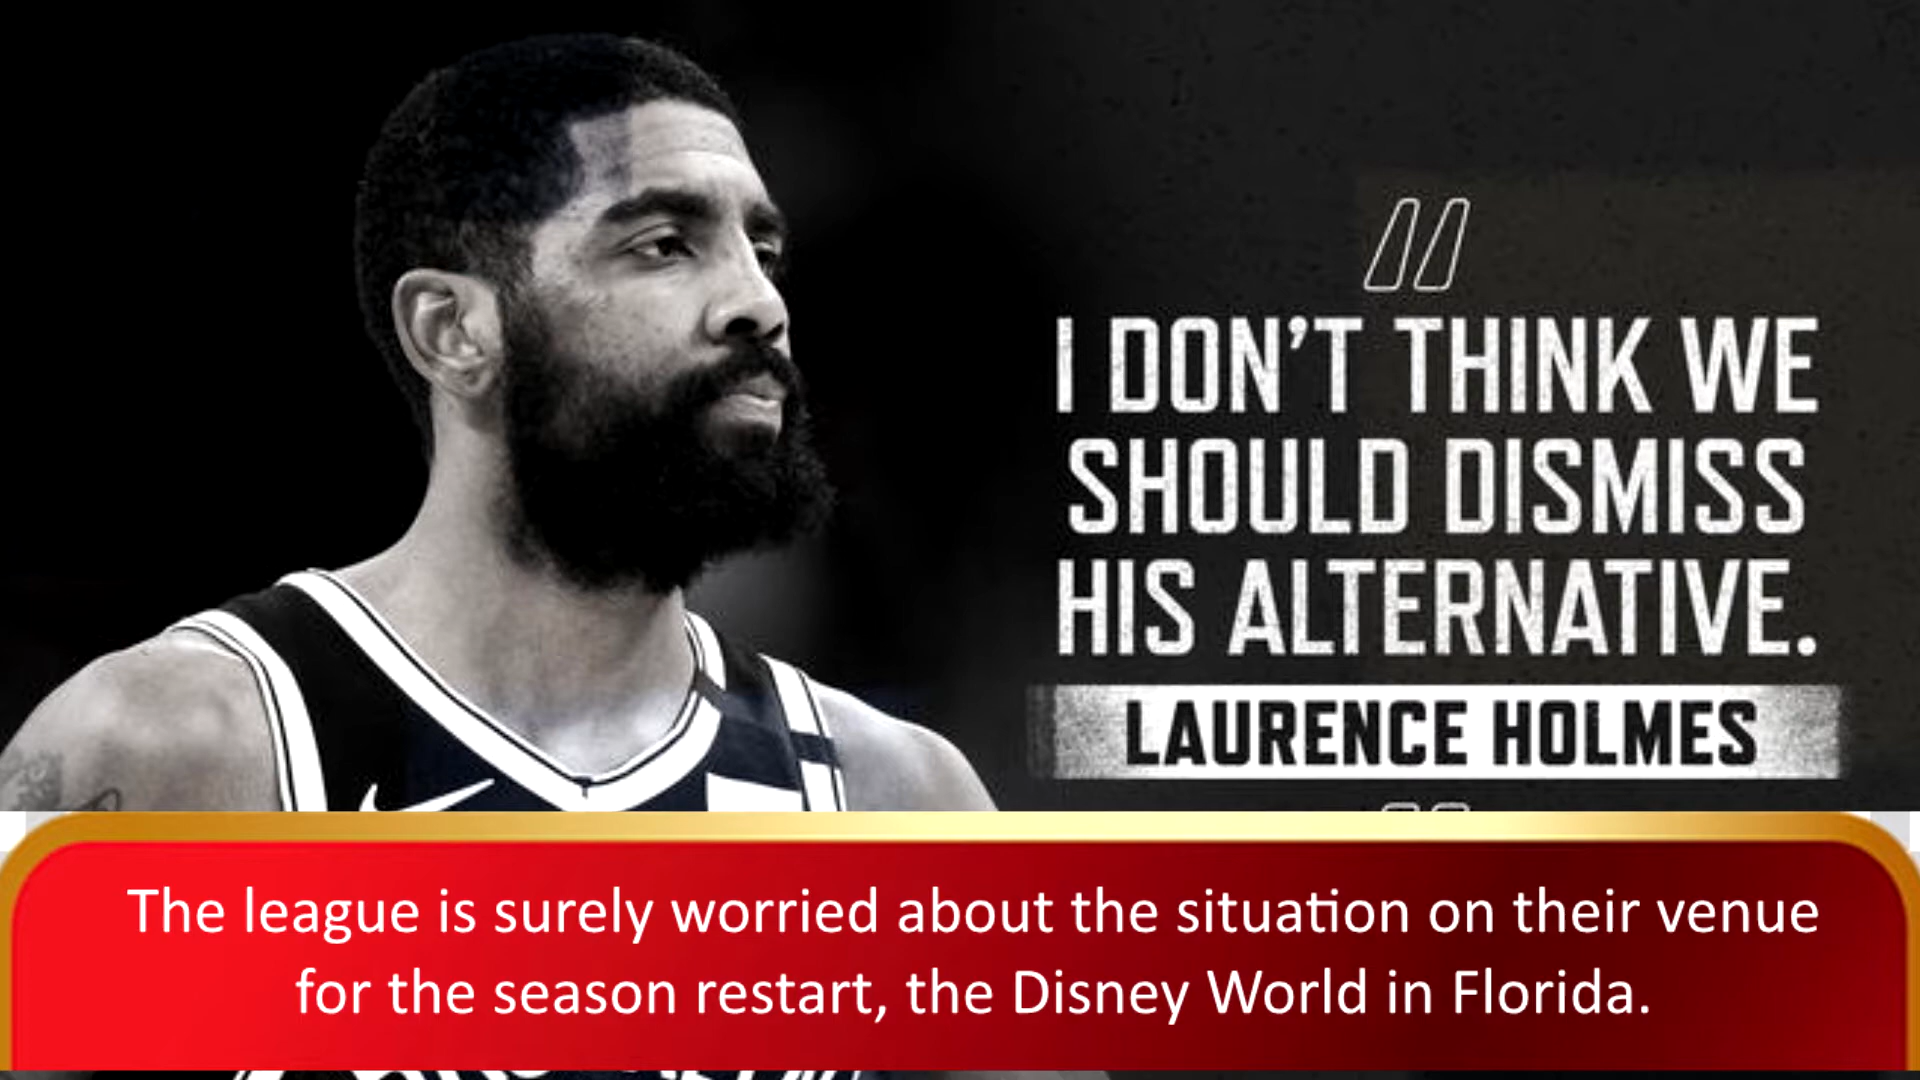 I DON'T THINK WE
SHOULD DISMISS
HIS ALTERNATIVE.
LAURENCE HOLMES
The league is surely worried about the situation on their venue
for the season restart, the Disney World in Florida.